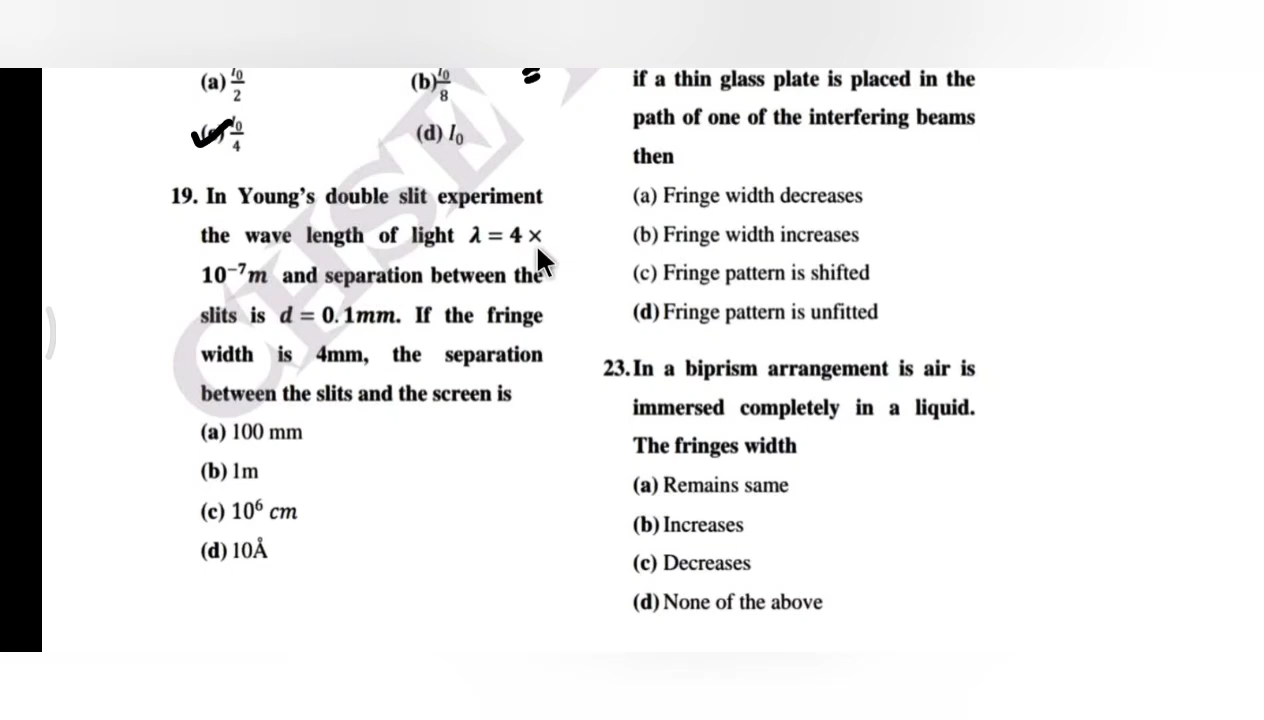 (a) I₀/2 (b) I₀/8
I₀/4 (d) I₀
19. In Young's double slit experiment
the wave length of light λ = 4 ×
10⁻⁷m and separation between the
slits is d = 0.1mm. If the fringe
width is 4mm, the separation
between the slits and the screen is
(a) 100 mm
(b) 1m
(c) 10⁶ cm
(d) 10Å
if a thin glass plate is placed in the
path of one of the interfering beams
then
(a) Fringe width decreases
(b) Fringe width increases
(c) Fringe pattern is shifted
(d) Fringe pattern is unfitted
23. In a biprism arrangement is air is
immersed completely in a liquid.
The fringes width
(a) Remains same
(b) Increases
(c) Decreases
(d) None of the above